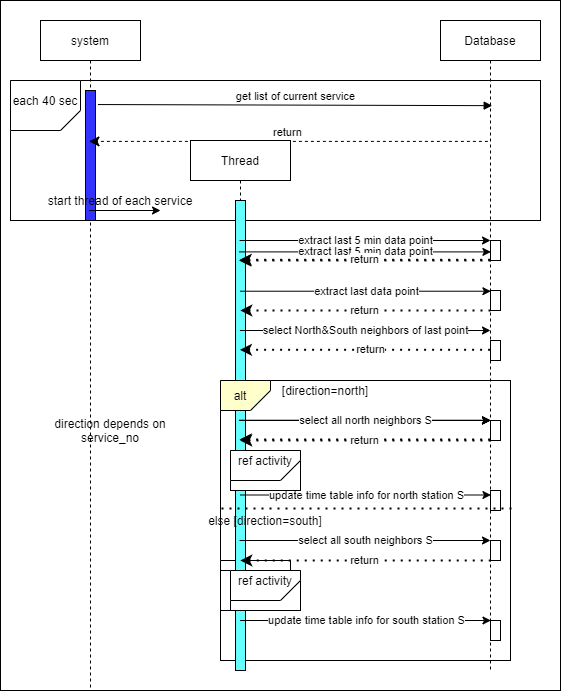 system
Database
each 40 sec
get list of current service
return
Thread
start thread of each service
extract last 5 min data point
extract last 5 min data point
return
extract last data point
return
select North&South neighbors of last point
return
alt
[direction=north]
select all north neighbors S
direction depends on
service_no
return
ref activity
update time table info for north station S
else [direction=south]
select all south neighbors S
return
ref activity
update time table info for south station S